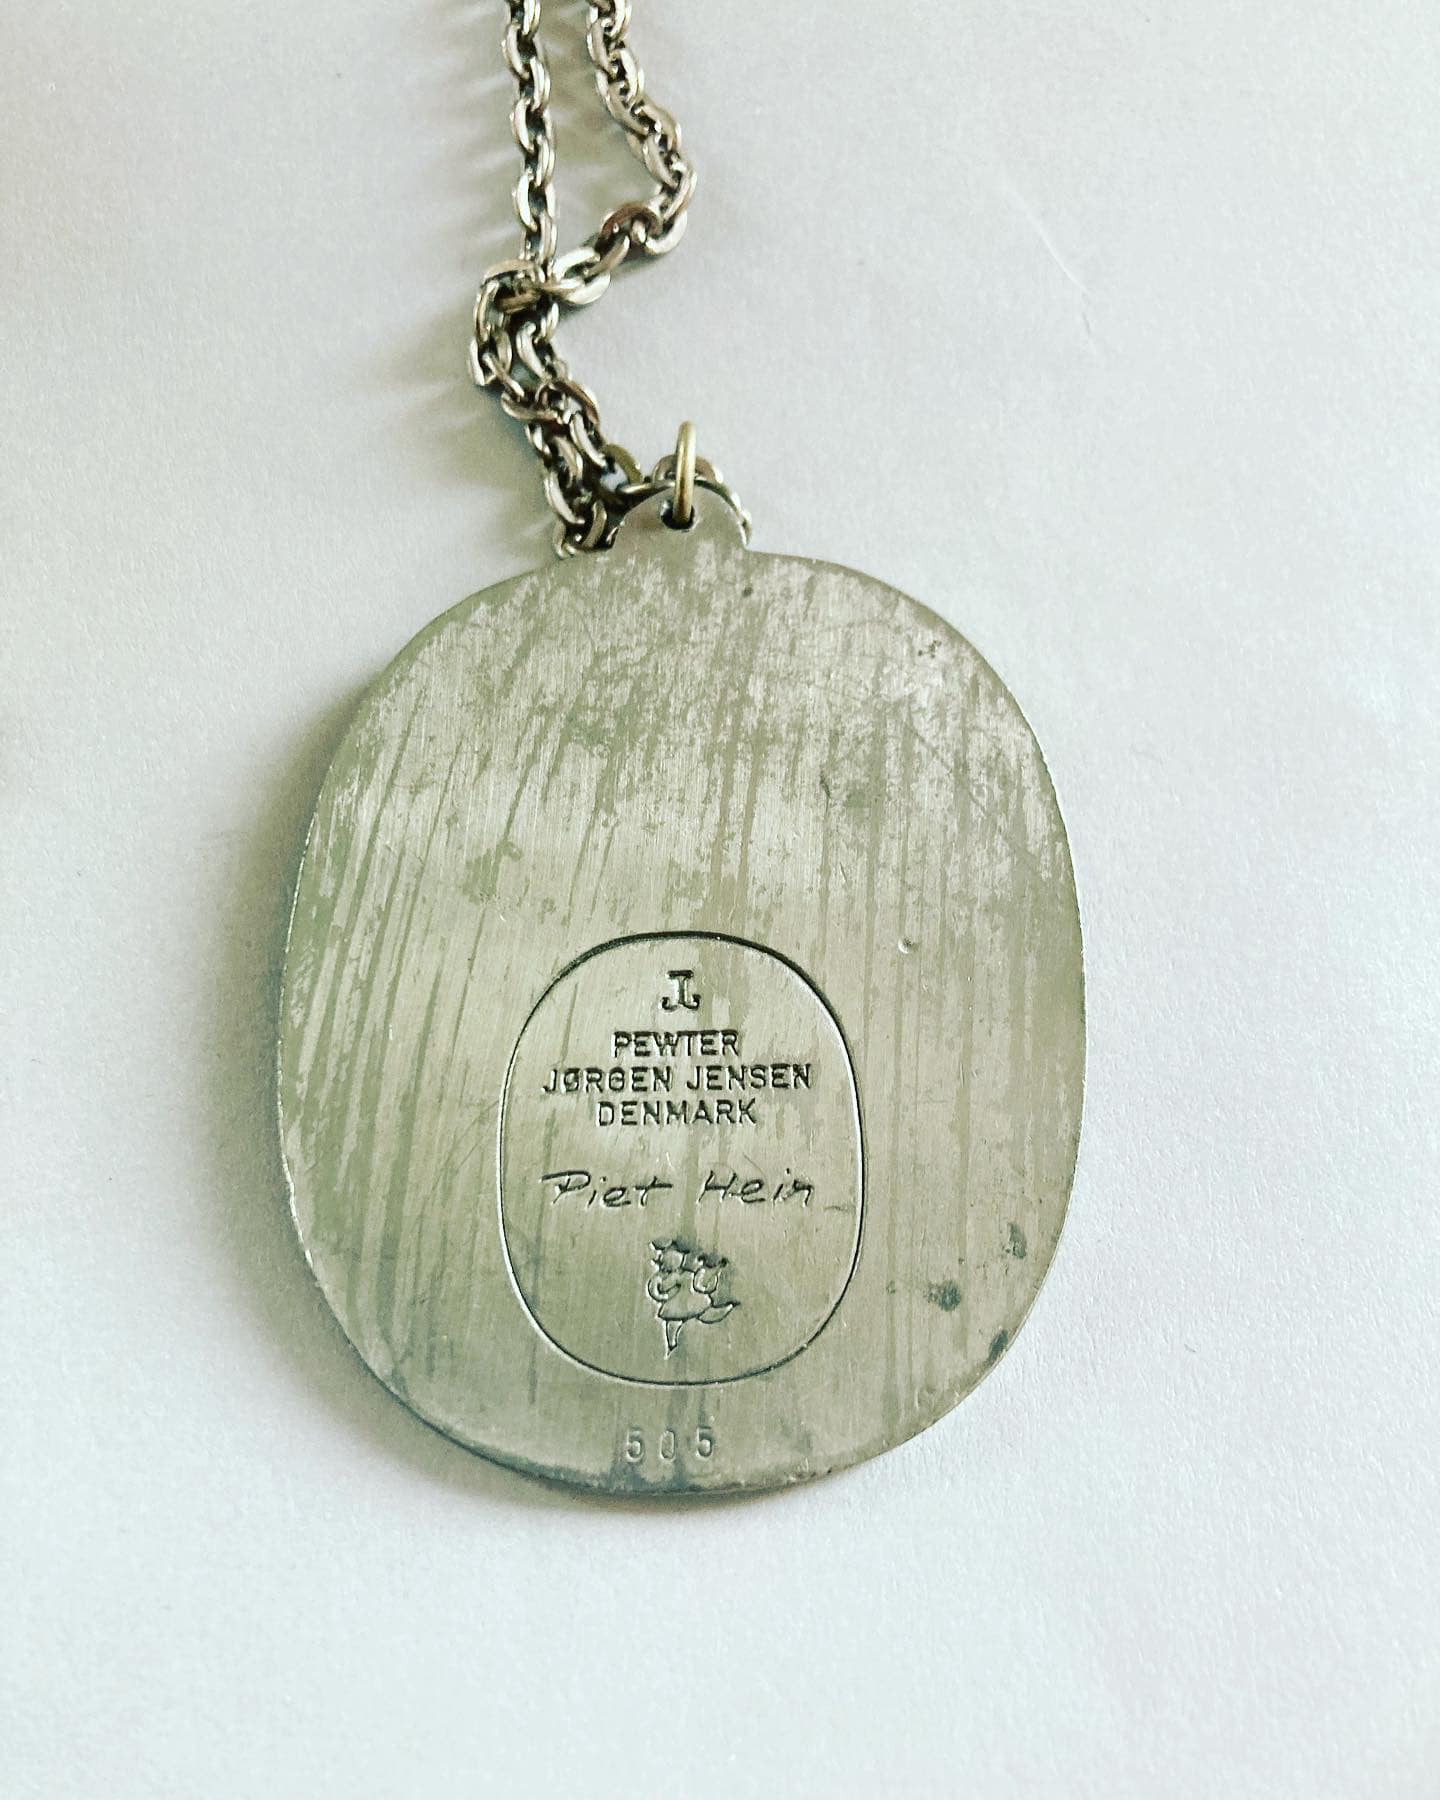 JJ
PEWTER
JØRGEN JENSEN
DENMARK
Piet Hein
505